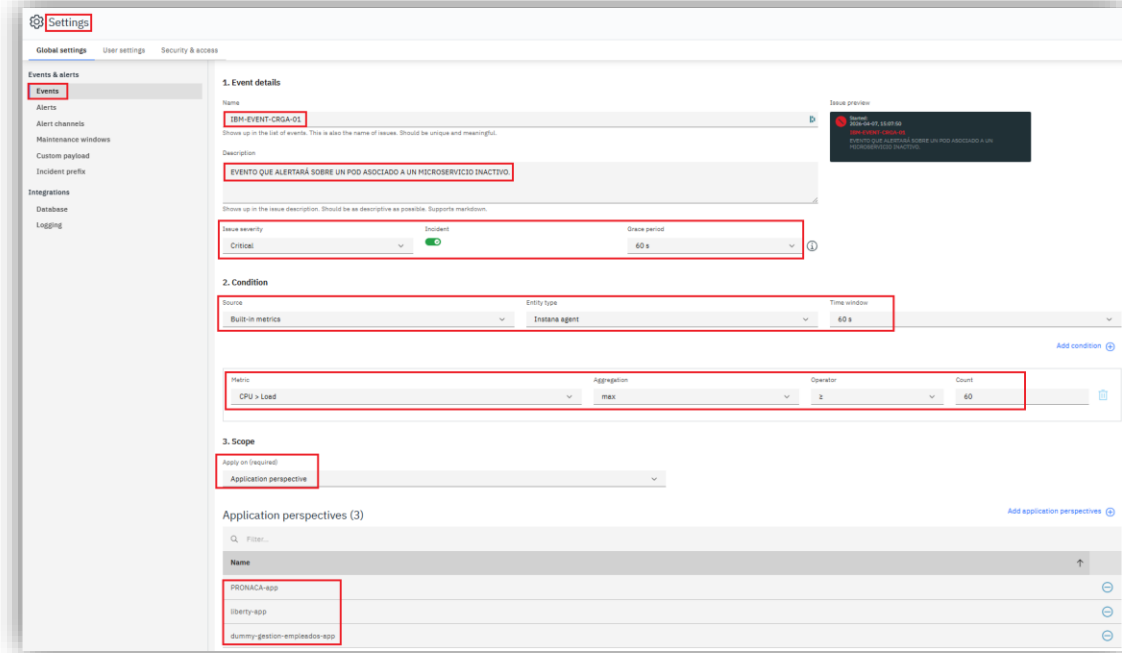 Settings
Global settings User settings Security & access
Events & alerts
Events
Alerts
Alert channels
Maintenance windows
Custom payload
Incident prefix
Integrations
Database
Logging
1. Event details
Name
IBM-EVENT-CRGA-01
Shows up in the list of events. This is also the name of issues. Should be unique and meaningful.
Issue preview
Started:
2026-04-07, 15:07:50
IBM-EVENT-CRGA-01
EVENTO QUE ALERTARÁ SOBRE UN POD ASOCIADO A UN
MICROSERVICIO INACTIVO.
Description
EVENTO QUE ALERTARÁ SOBRE UN POD ASOCIADO A UN MICROSERVICIO INACTIVO.
Shows up in the issue description. Should be as descriptive as possible. Supports markdown.
Issue severity Incident Grace period
Critical 60 s
2. Condition
Source Entity type Time window
Built-in metrics Instana agent 60 s
Add condition
Metric Aggregation Operator Count
CPU > Load max ≥ 60
3. Scope
Apply on (required)
Application perspective
Application perspectives (3)
Add application perspectives
Filter...
Name
PRONACA-app
liberty-app
dummy-gestion-empleados-app